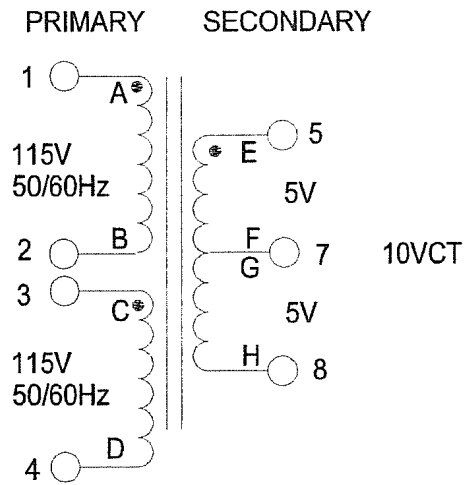 PRIMARY SECONDARY
1
A
115V
50/60Hz
2
B
3
C
115V
50/60Hz
D
4
E
5
5V
F
7
G
10VCT
5V
H
8